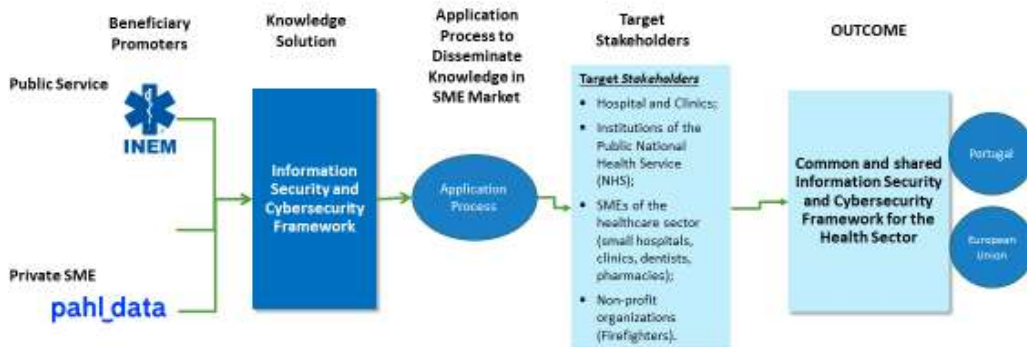 Beneficiary
Promoters
Knowledge
Solution
Application
Process to
Disseminate
Knowledge in
SME Market
Target
Stakeholders
OUTCOME
Public Service
INEM
Private SME
pahl_data
Information
Security and
Cybersecurity
Framework
Application
Process
Target Stakeholders
• Hospital and Clinics;
• Institutions of the
Public National
Health Service
(NHS);
• SMEs of the
healthcare sector
(small hospitals,
clinics, dentists,
pharmacies);
• Non-profit
organizations
(Firefighters).
Common and shared
Information Security
and Cybersecurity
Framework for the
Health Sector
Portugal
European
Union